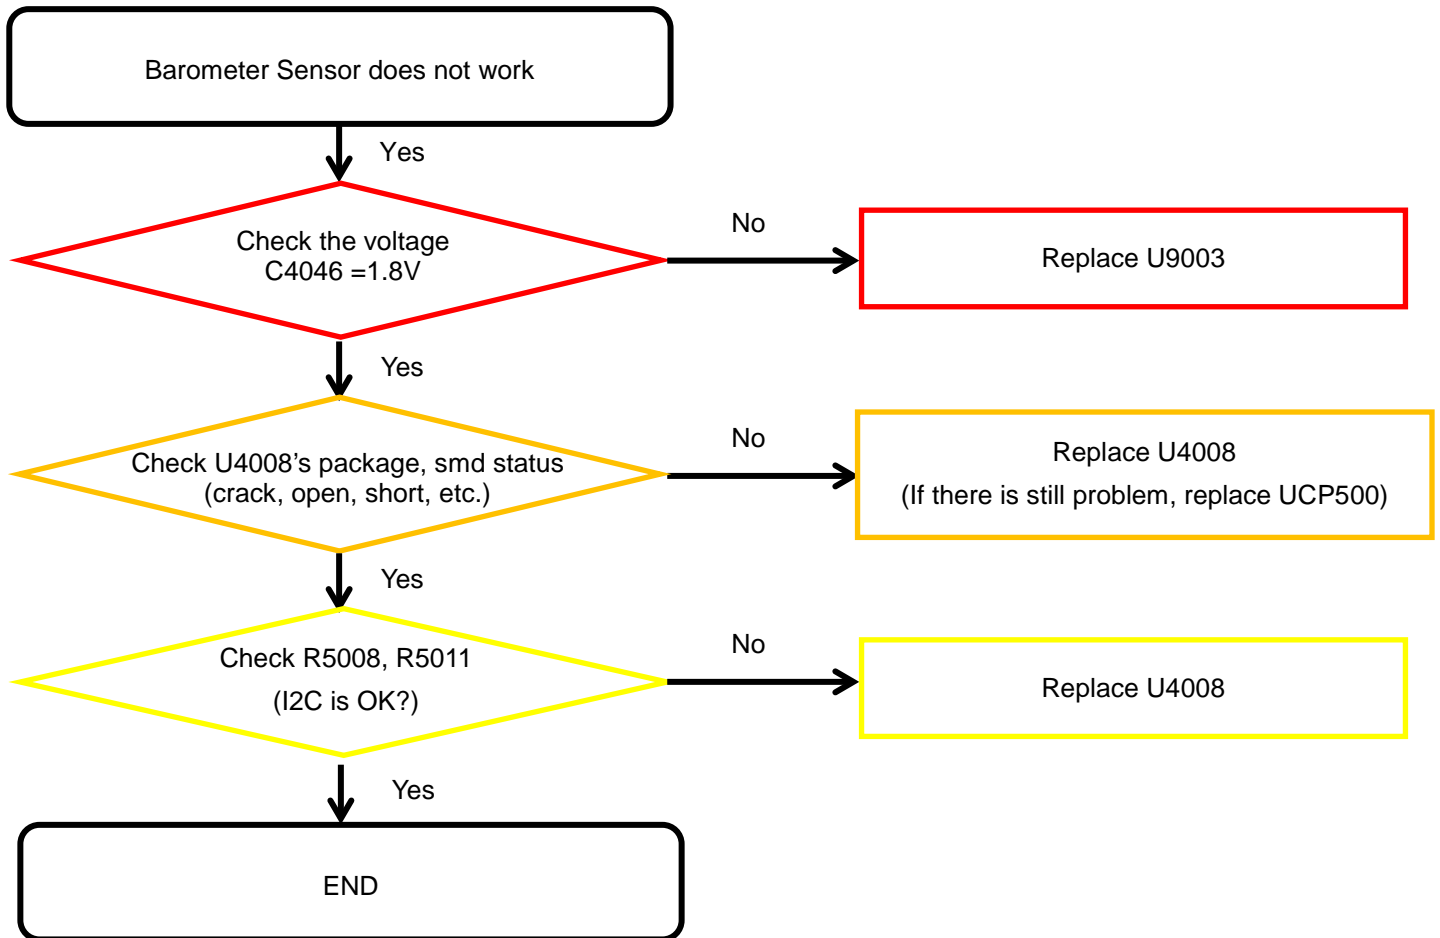 Barometer Sensor does not work
Yes
Check the voltage
C4046 =1.8V
No
Replace U9003
Yes
Check U4008’s package, smd status
(crack, open, short, etc.)
No
Replace U4008
(If there is still problem, replace UCP500)
Yes
Check R5008, R5011
(I2C is OK?)
No
Replace U4008
Yes
END